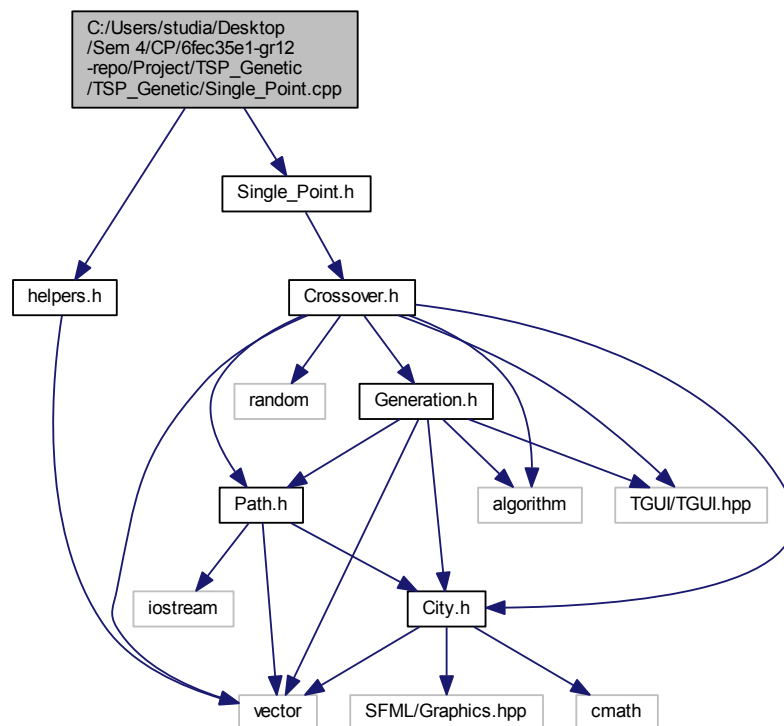 C:/Users/studia/Desktop
/Sem 4/CP/6fec35e1-gr12
-repo/Project/TSP_Genetic
/TSP_Genetic/Single_Point.cpp
Single_Point.h
helpers.h
Crossover.h
random
Generation.h
Path.h
algorithm
TGUI/TGUI.hpp
iostream
City.h
vector
SFML/Graphics.hpp
cmath